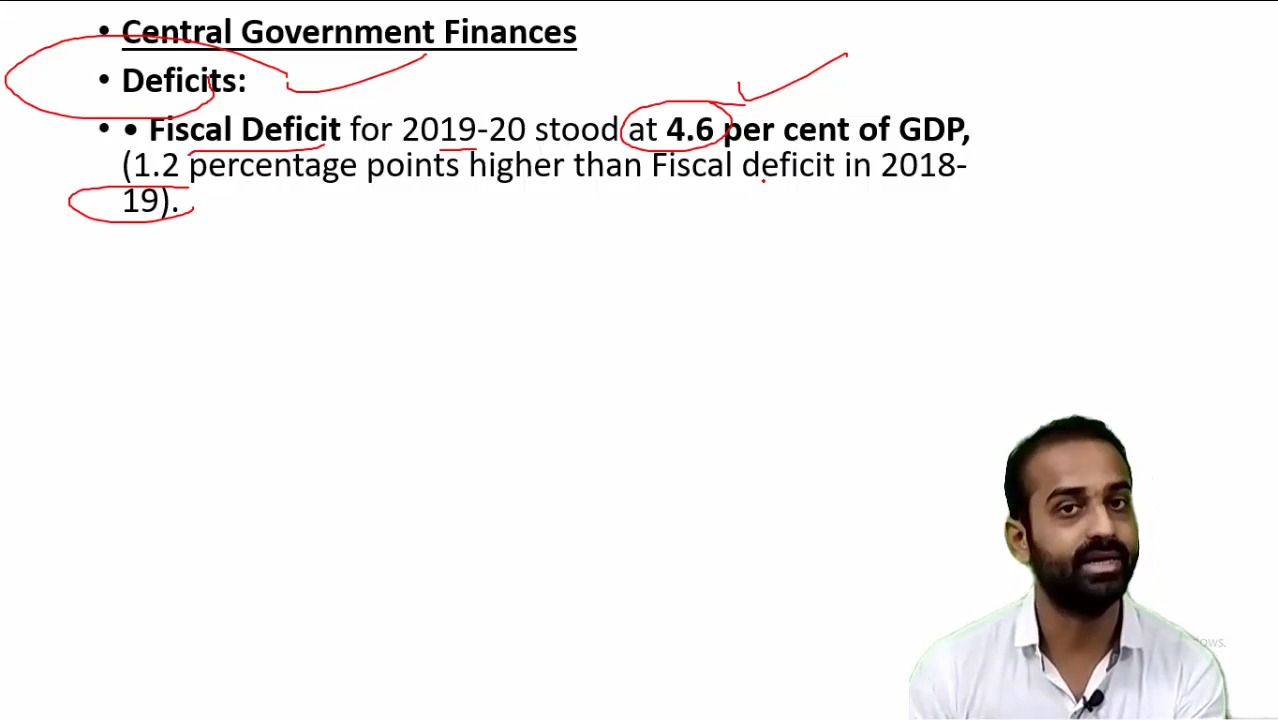 • Central Government Finances
• Deficits:
• • Fiscal Deficit for 2019-20 stood at 4.6 per cent of GDP,
(1.2 percentage points higher than Fiscal deficit in 2018-
19).